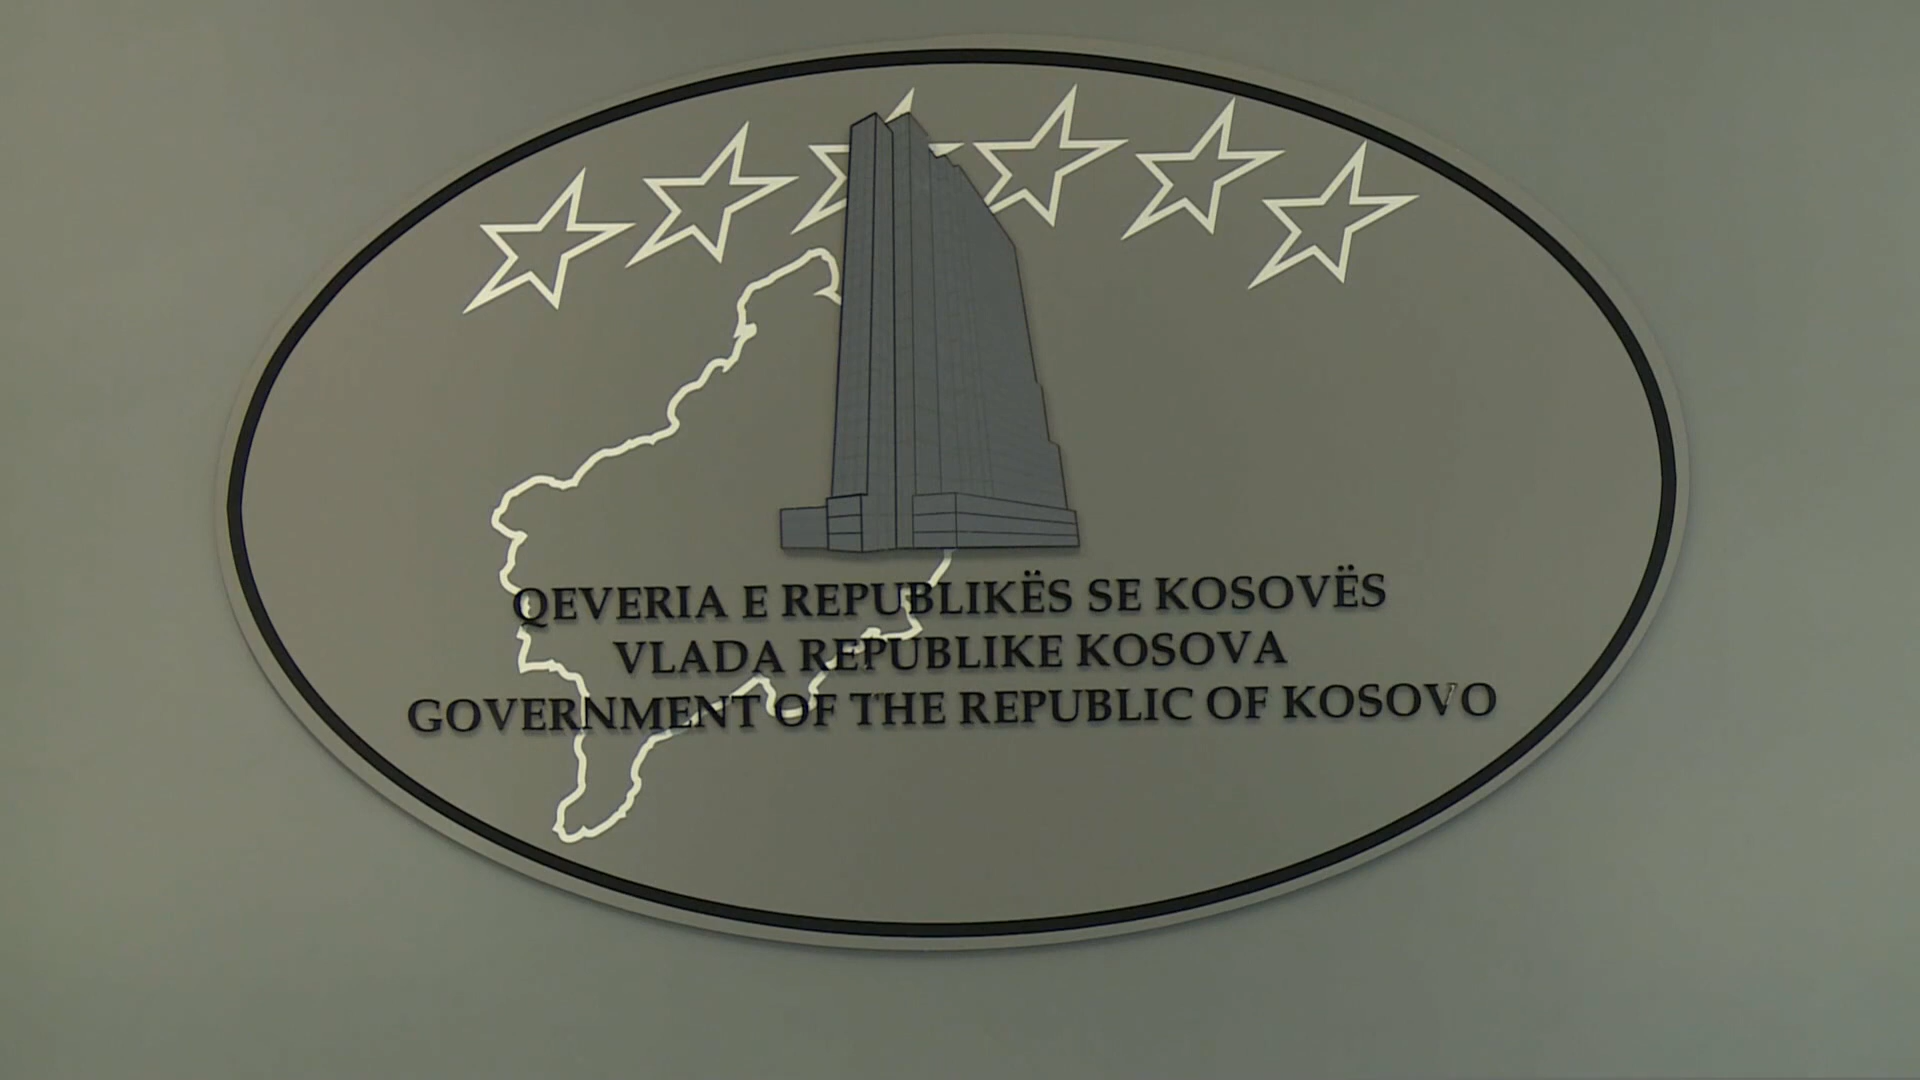 QEVERIA E REPUBLIKËS SE KOSOVËS
VLADA REPUBLIKE KOSOVA
GOVERNMENT OF THE REPUBLIC OF KOSOVO